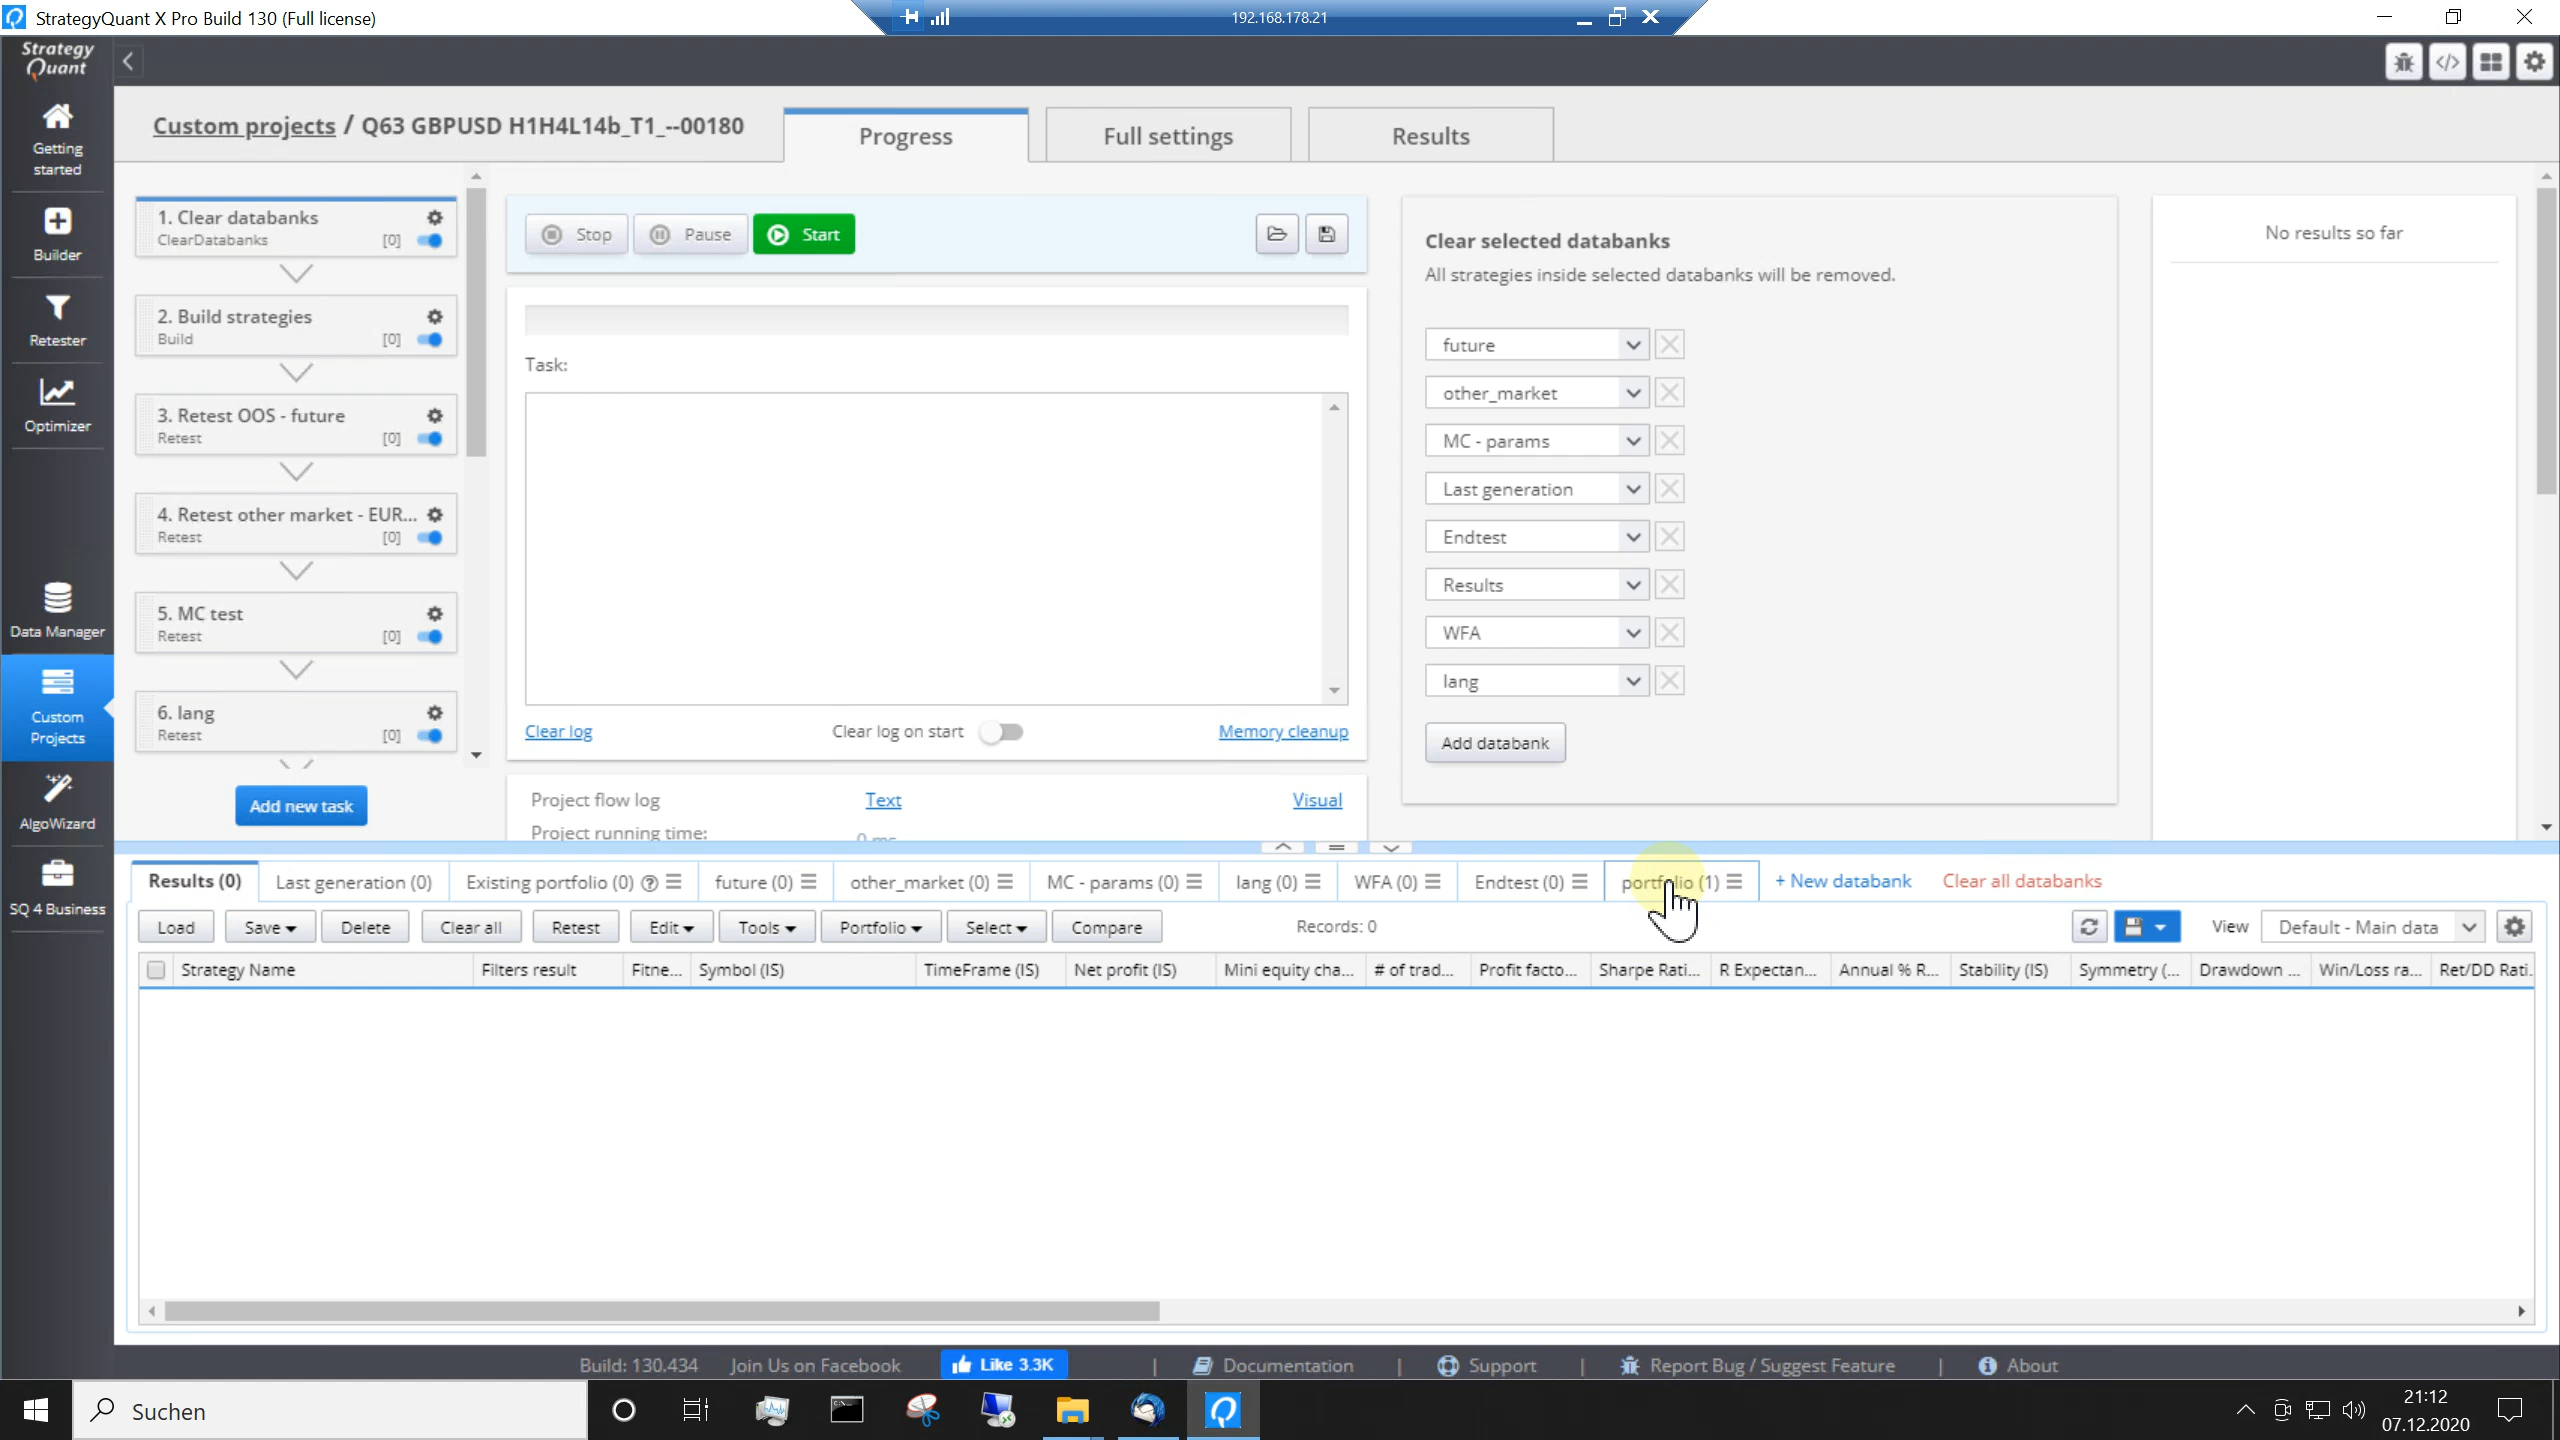 StrategyQuant X Pro Build 130 (Full license)
192.168.178.21
Strategy
Quant
Getting
started
Builder
Retester
Optimizer
Data Manager
Custom
Projects
AlgoWizard
SQ 4 Business
Custom projects / Q63 GBPUSD H1H4L14b_T1_--00180
Progress
Full settings
Results
1. Clear databanks
ClearDatabanks [0]
2. Build strategies
Build [0]
3. Retest OOS - future
Retest [0]
4. Retest other market - EUR...
Retest [0]
5. MC test
Retest [0]
6. lang
Retest [0]
Add new task
Stop
Pause
Start
Task:
Clear log
Clear log on start
Memory cleanup
Project flow log
Text
Visual
Project running time:
0 ms
Clear selected databanks
All strategies inside selected databanks will be removed.
future
other_market
MC - params
Last generation
Endtest
Results
WFA
lang
Add databank
No results so far
Results (0)
Last generation (0)
Existing portfolio (0)
future (0)
other_market (0)
MC - params (0)
lang (0)
WFA (0)
Endtest (0)
portfolio (1)
+ New databank
Clear all databanks
Load
Save
Delete
Clear all
Retest
Edit
Tools
Portfolio
Select
Compare
Records: 0
View
Default - Main data
Strategy Name
Filters result
Fitne...
Symbol (IS)
TimeFrame (IS)
Net profit (IS)
Mini equity cha...
# of trad...
Profit facto...
Sharpe Rati...
R Expectan...
Annual % R...
Stability (IS)
Symmetry (...
Drawdown ...
Win/Loss ra...
Ret/DD Rati.
Build: 130.434
Join Us on Facebook
Like 3.3K
|
Documentation
|
Support
|
Report Bug / Suggest Feature
|
About
Suchen
21:12
07.12.2020